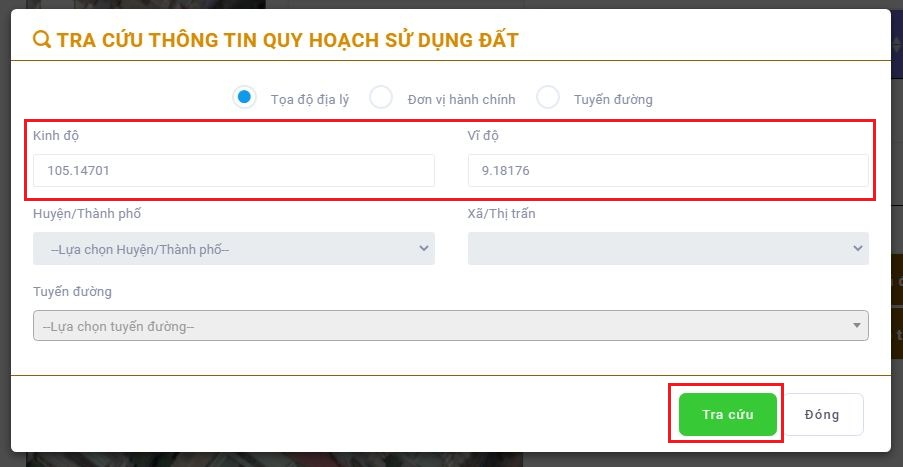 TRA CỨU THÔNG TIN QUY HOẠCH SỬ DỤNG ĐẤT
Tọa độ địa lý Đơn vị hành chính Tuyến đường
Kinh độ Vĩ độ
105.14701 9.18176
Huyện/Thành phố Xã/Thị trấn
--Lựa chọn Huyện/Thành phố--
Tuyến đường
--Lựa chọn tuyến đường--
Tra cứu Đóng